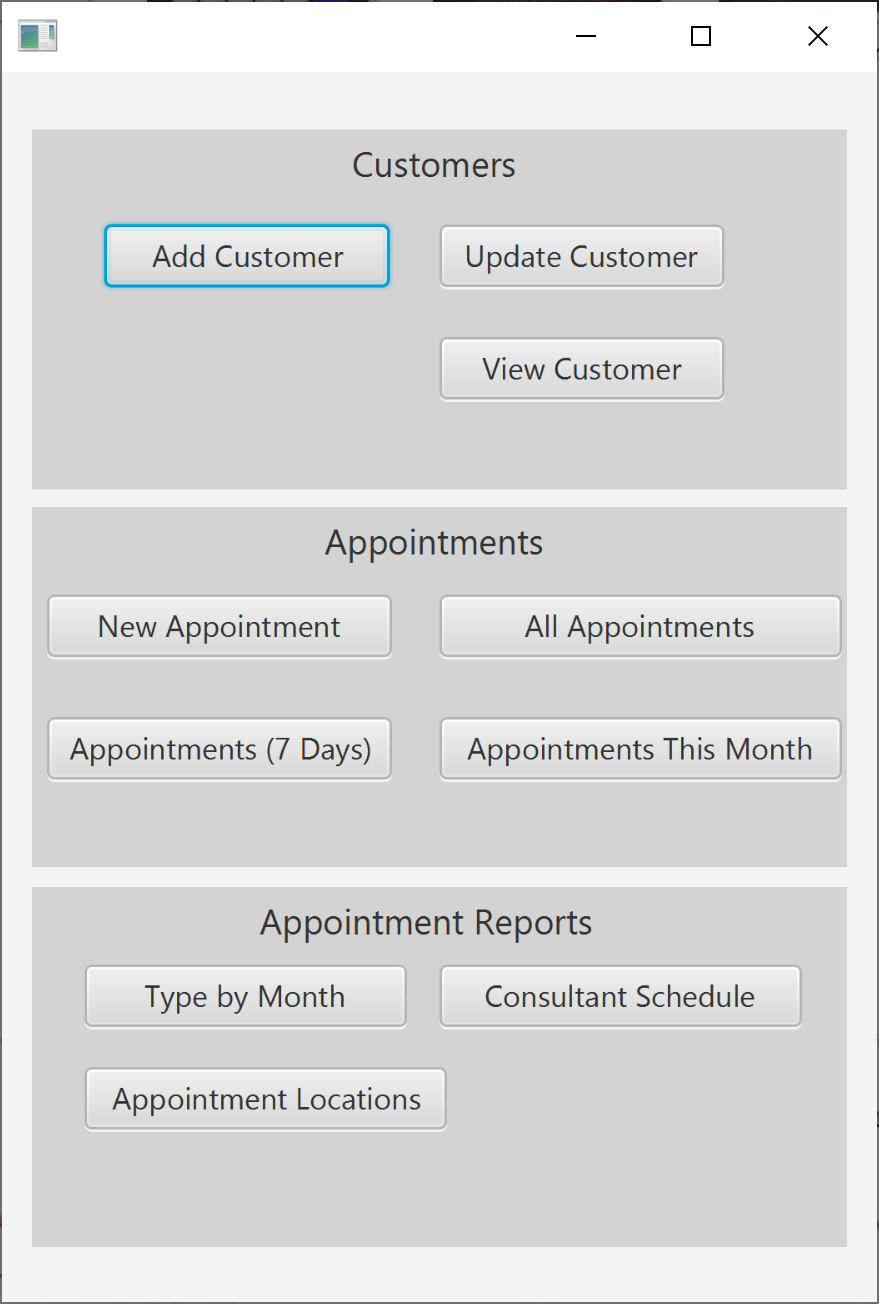 Customers
Add Customer
Update Customer
View Customer
Appointments
New Appointment
All Appointments
Appointments (7 Days)
Appointments This Month
Appointment Reports
Type by Month
Consultant Schedule
Appointment Locations